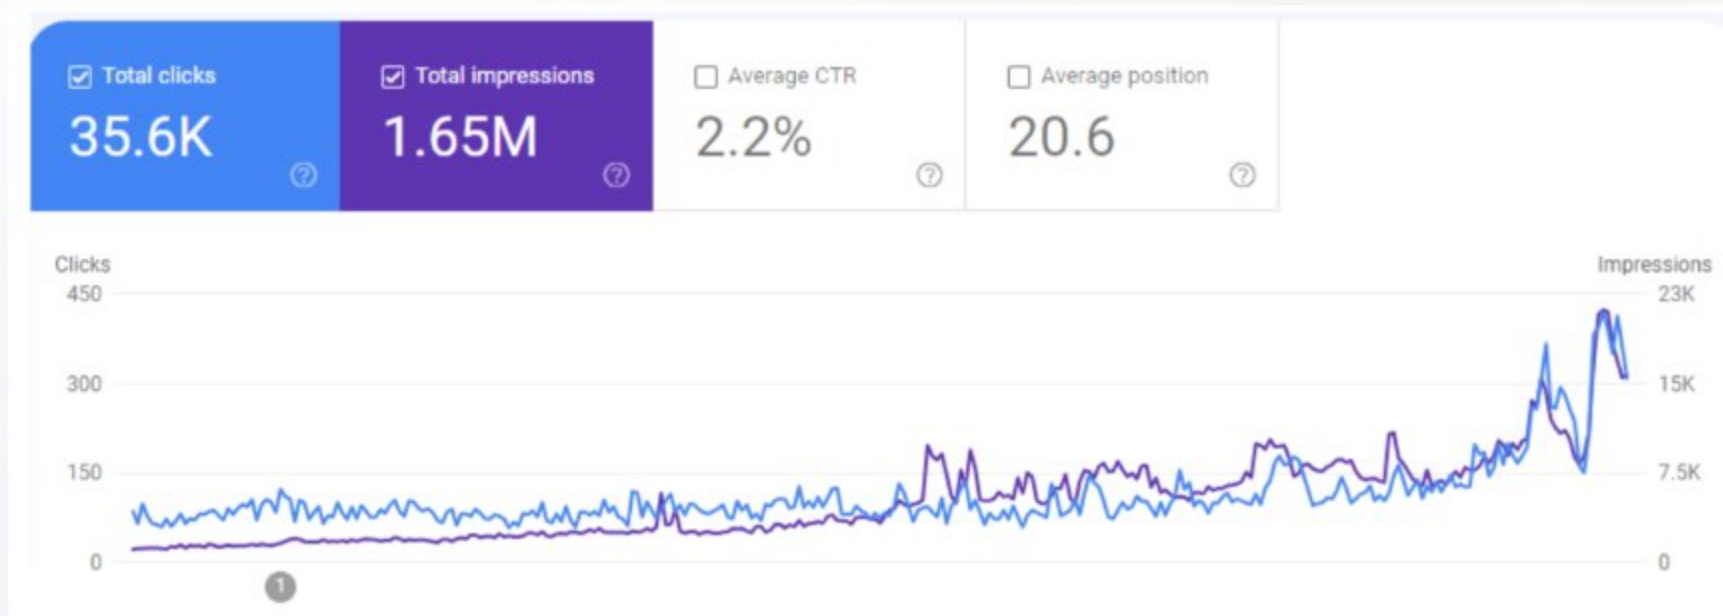 Total clicks
35.6K
Total impressions
1.65M
Average CTR
2.2%
Average position
20.6
Clicks
Impressions
450
23K
300
15K
150
7.5K
0
0
1